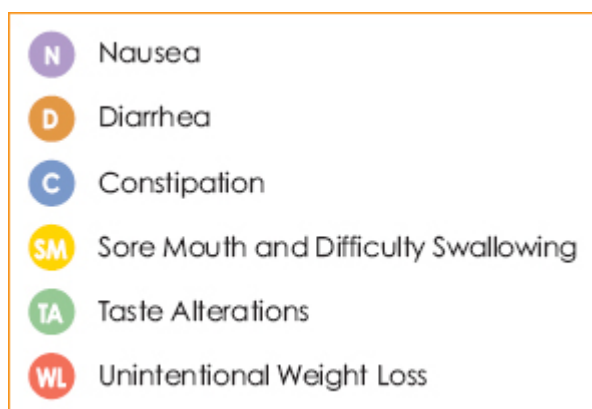 N Nausea
D Diarrhea
C Constipation
SM Sore Mouth and Difficulty Swallowing
TA Taste Alterations
WL Unintentional Weight Loss